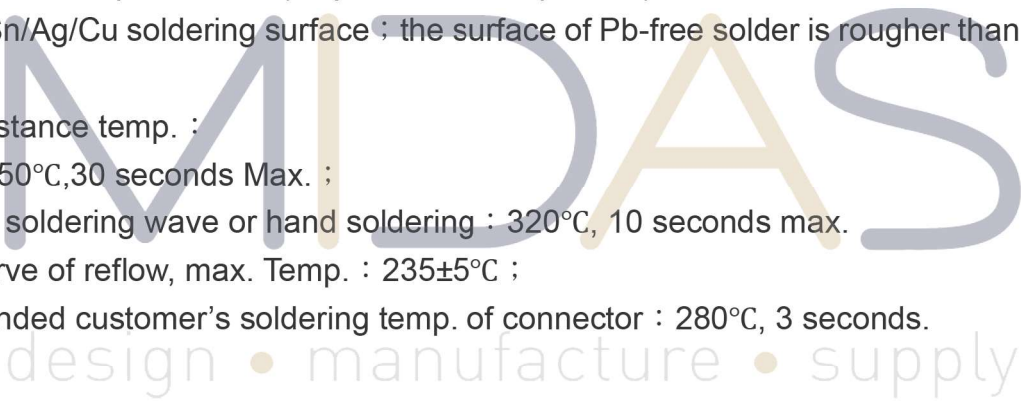 Sn/Ag/Cu soldering surface；the surface of Pb-free solder is rougher than
stance temp.：
50℃,30 seconds Max.；
soldering wave or hand soldering：320℃, 10 seconds max.
rve of reflow, max. Temp.：235±5℃；
nded customer’s soldering temp. of connector：280℃, 3 seconds.
MIDAS
design • manufacture • supply